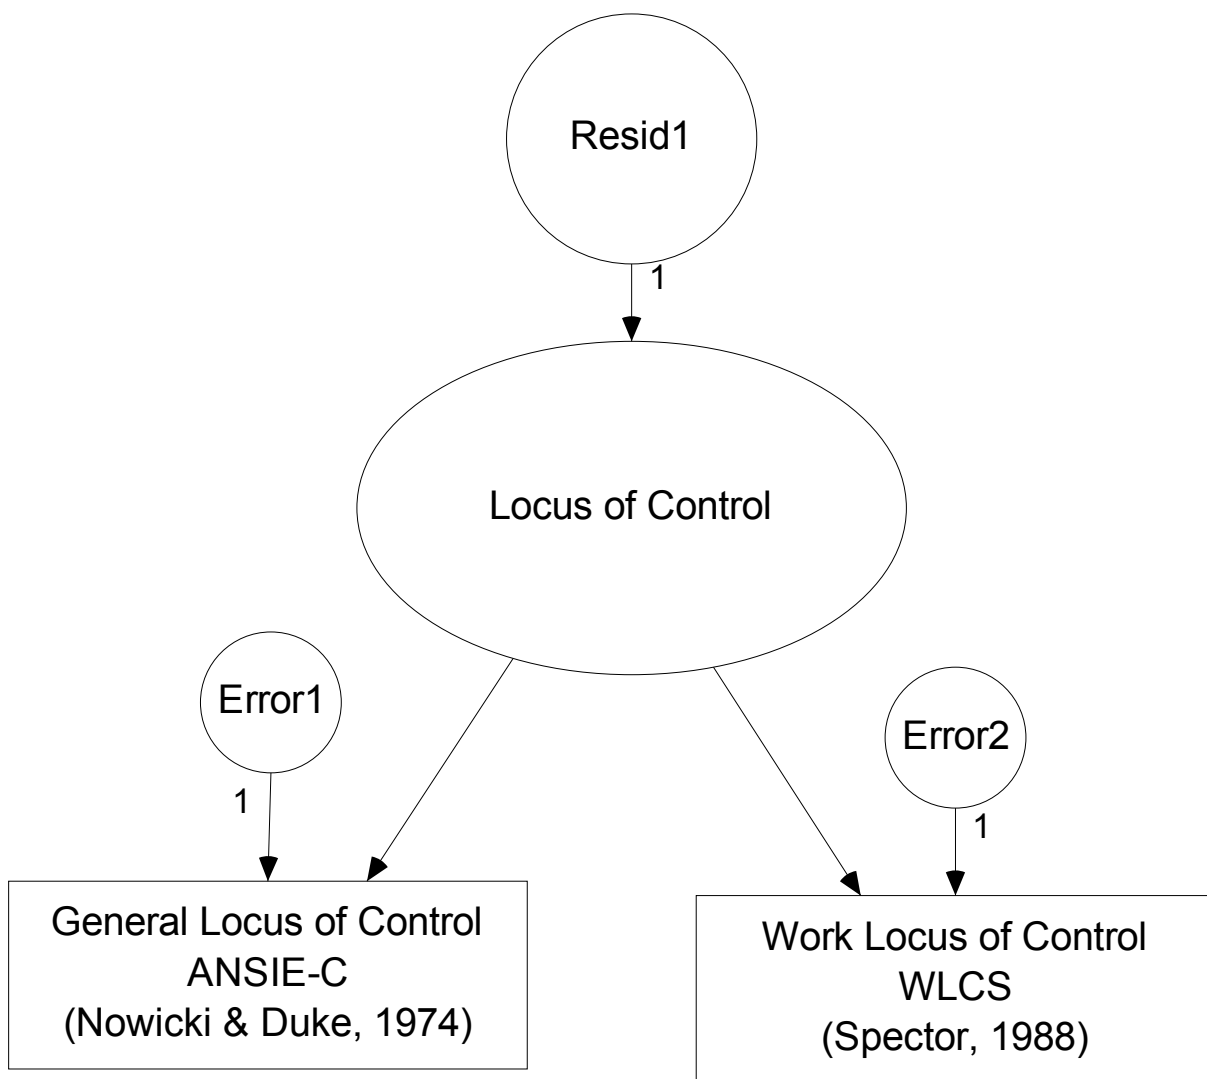 Resid1
1
Locus of Control
Error1
1
Error2
1
General Locus of Control
ANSIE-C
(Nowicki & Duke, 1974)
Work Locus of Control
WLCS
(Spector, 1988)